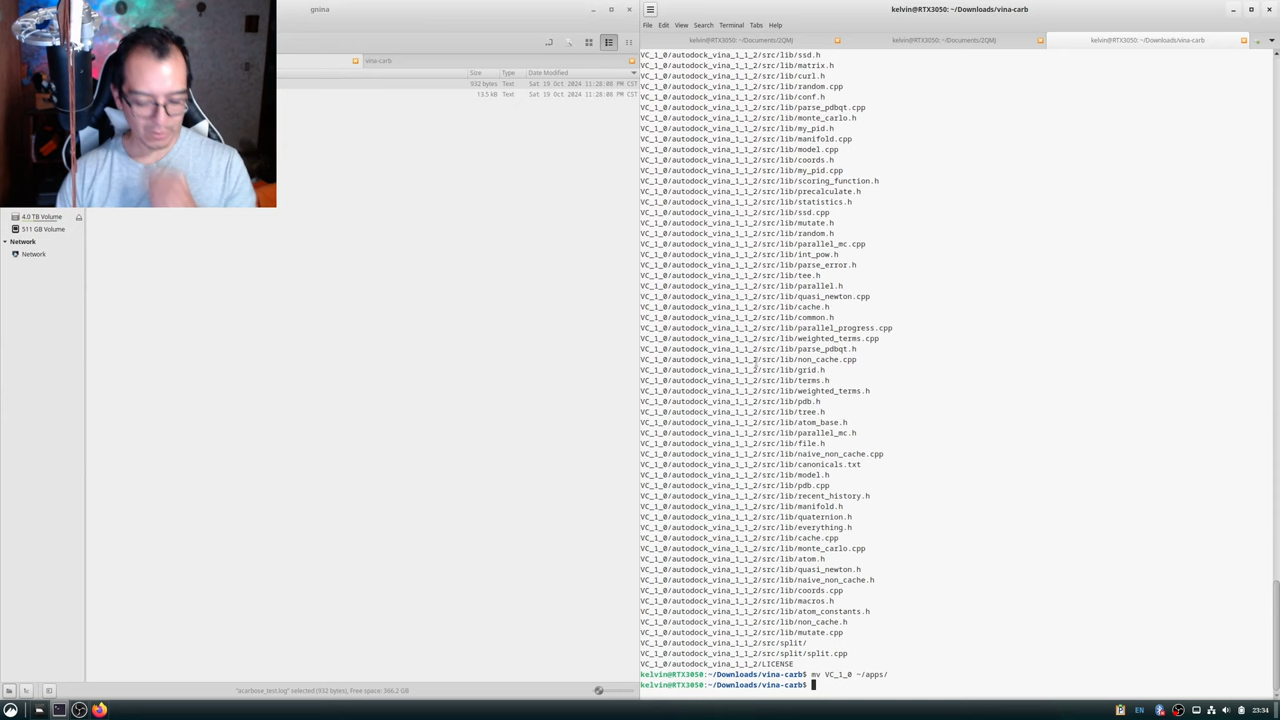 gnina
kelvin@RTX3050: ~/Downloads/vina-carb
File Edit View Search Terminal Tabs Help
kelvin@RTX3050: ~/Documents/2QMJ
kelvin@RTX3050: ~/Documents/2QMJ
kelvin@RTX3050: ~/Downloads/vina-carb
vina-carb
Size Type Date Modified
932 bytes Text Sat 19 Oct 2024 11:28:08 PM CST
13.5 kB Text Sat 19 Oct 2024 11:28:08 PM CST
4.0 TB Volume
511 GB Volume
Network
Network
VC_1_0/autodock_vina_1_1_2/src/lib/ssd.h
VC_1_0/autodock_vina_1_1_2/src/lib/matrix.h
VC_1_0/autodock_vina_1_1_2/src/lib/curl.h
VC_1_0/autodock_vina_1_1_2/src/lib/random.cpp
VC_1_0/autodock_vina_1_1_2/src/lib/conf.h
VC_1_0/autodock_vina_1_1_2/src/lib/parse_pdbqt.cpp
VC_1_0/autodock_vina_1_1_2/src/lib/monte_carlo.h
VC_1_0/autodock_vina_1_1_2/src/lib/my_pid.h
VC_1_0/autodock_vina_1_1_2/src/lib/manifold.cpp
VC_1_0/autodock_vina_1_1_2/src/lib/model.cpp
VC_1_0/autodock_vina_1_1_2/src/lib/coords.h
VC_1_0/autodock_vina_1_1_2/src/lib/my_pid.cpp
VC_1_0/autodock_vina_1_1_2/src/lib/scoring_function.h
VC_1_0/autodock_vina_1_1_2/src/lib/precalculate.h
VC_1_0/autodock_vina_1_1_2/src/lib/statistics.h
VC_1_0/autodock_vina_1_1_2/src/lib/ssd.cpp
VC_1_0/autodock_vina_1_1_2/src/lib/mutate.h
VC_1_0/autodock_vina_1_1_2/src/lib/random.h
VC_1_0/autodock_vina_1_1_2/src/lib/parallel_mc.cpp
VC_1_0/autodock_vina_1_1_2/src/lib/int_pow.h
VC_1_0/autodock_vina_1_1_2/src/lib/parse_error.h
VC_1_0/autodock_vina_1_1_2/src/lib/tee.h
VC_1_0/autodock_vina_1_1_2/src/lib/parallel.h
VC_1_0/autodock_vina_1_1_2/src/lib/quasi_newton.cpp
VC_1_0/autodock_vina_1_1_2/src/lib/cache.h
VC_1_0/autodock_vina_1_1_2/src/lib/common.h
VC_1_0/autodock_vina_1_1_2/src/lib/parallel_progress.cpp
VC_1_0/autodock_vina_1_1_2/src/lib/weighted_terms.cpp
VC_1_0/autodock_vina_1_1_2/src/lib/parse_pdbqt.h
VC_1_0/autodock_vina_1_1_2/src/lib/non_cache.cpp
VC_1_0/autodock_vina_1_1_2/src/lib/grid.h
VC_1_0/autodock_vina_1_1_2/src/lib/terms.h
VC_1_0/autodock_vina_1_1_2/src/lib/weighted_terms.h
VC_1_0/autodock_vina_1_1_2/src/lib/pdb.h
VC_1_0/autodock_vina_1_1_2/src/lib/tree.h
VC_1_0/autodock_vina_1_1_2/src/lib/atom_base.h
VC_1_0/autodock_vina_1_1_2/src/lib/parallel_mc.h
VC_1_0/autodock_vina_1_1_2/src/lib/file.h
VC_1_0/autodock_vina_1_1_2/src/lib/naive_non_cache.cpp
VC_1_0/autodock_vina_1_1_2/src/lib/canonicals.txt
VC_1_0/autodock_vina_1_1_2/src/lib/model.h
VC_1_0/autodock_vina_1_1_2/src/lib/pdb.cpp
VC_1_0/autodock_vina_1_1_2/src/lib/recent_history.h
VC_1_0/autodock_vina_1_1_2/src/lib/manifold.h
VC_1_0/autodock_vina_1_1_2/src/lib/quaternion.h
VC_1_0/autodock_vina_1_1_2/src/lib/everything.h
VC_1_0/autodock_vina_1_1_2/src/lib/cache.cpp
VC_1_0/autodock_vina_1_1_2/src/lib/monte_carlo.cpp
VC_1_0/autodock_vina_1_1_2/src/lib/atom.h
VC_1_0/autodock_vina_1_1_2/src/lib/quasi_newton.h
VC_1_0/autodock_vina_1_1_2/src/lib/naive_non_cache.h
VC_1_0/autodock_vina_1_1_2/src/lib/coords.cpp
VC_1_0/autodock_vina_1_1_2/src/lib/macros.h
VC_1_0/autodock_vina_1_1_2/src/lib/atom_constants.h
VC_1_0/autodock_vina_1_1_2/src/lib/non_cache.h
VC_1_0/autodock_vina_1_1_2/src/lib/mutate.cpp
VC_1_0/autodock_vina_1_1_2/src/split/
VC_1_0/autodock_vina_1_1_2/src/split/split.cpp
VC_1_0/autodock_vina_1_1_2/LICENSE
kelvin@RTX3050:~/Downloads/vina-carb$ mv VC_1_0 ~/apps/
kelvin@RTX3050:~/Downloads/vina-carb$
"acarbose_test.log" selected (932 bytes), Free space: 366.2 GB
EN
23:34